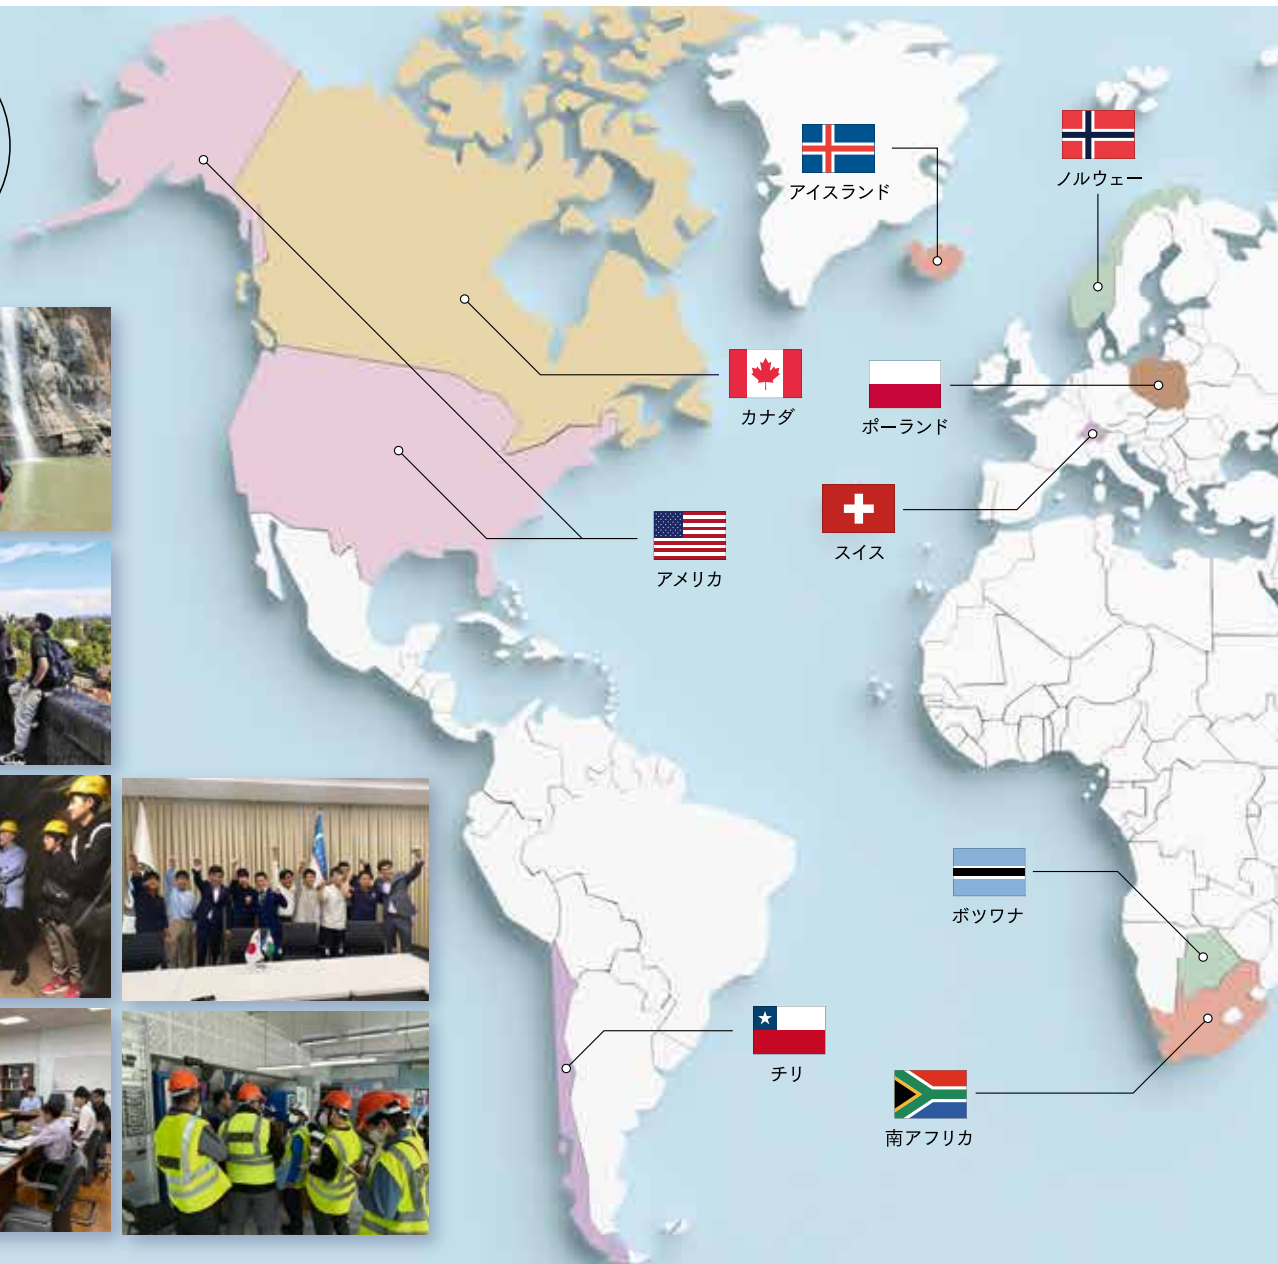 アイスランド
ノルウェー
カナダ
ポーランド
スイス
アメリカ
ボツワナ
チリ
南アフリカ